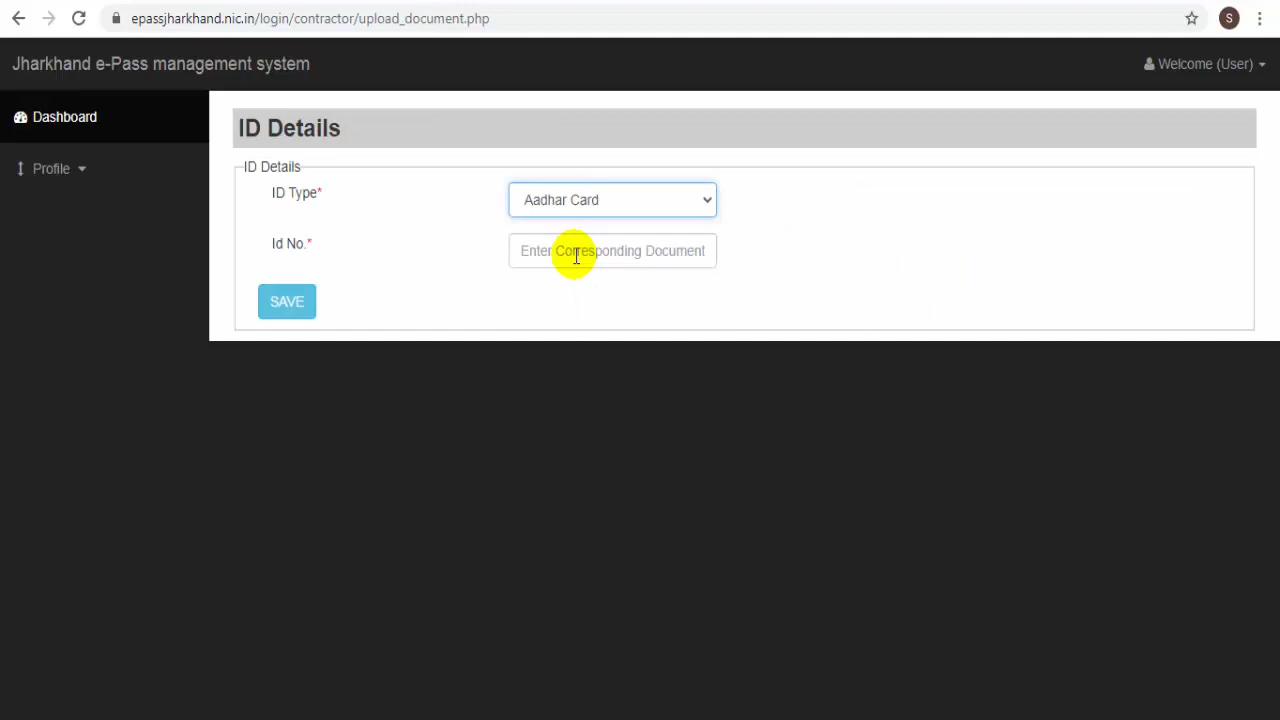 epassjharkhand.nic.in/login/contractor/upload_document.php
S
Jharkhand e-Pass management system
Welcome (User)
Dashboard
Profile
ID Details
ID Details
ID Type*
Aadhar Card
Id No.*
Enter Corresponding Document
SAVE